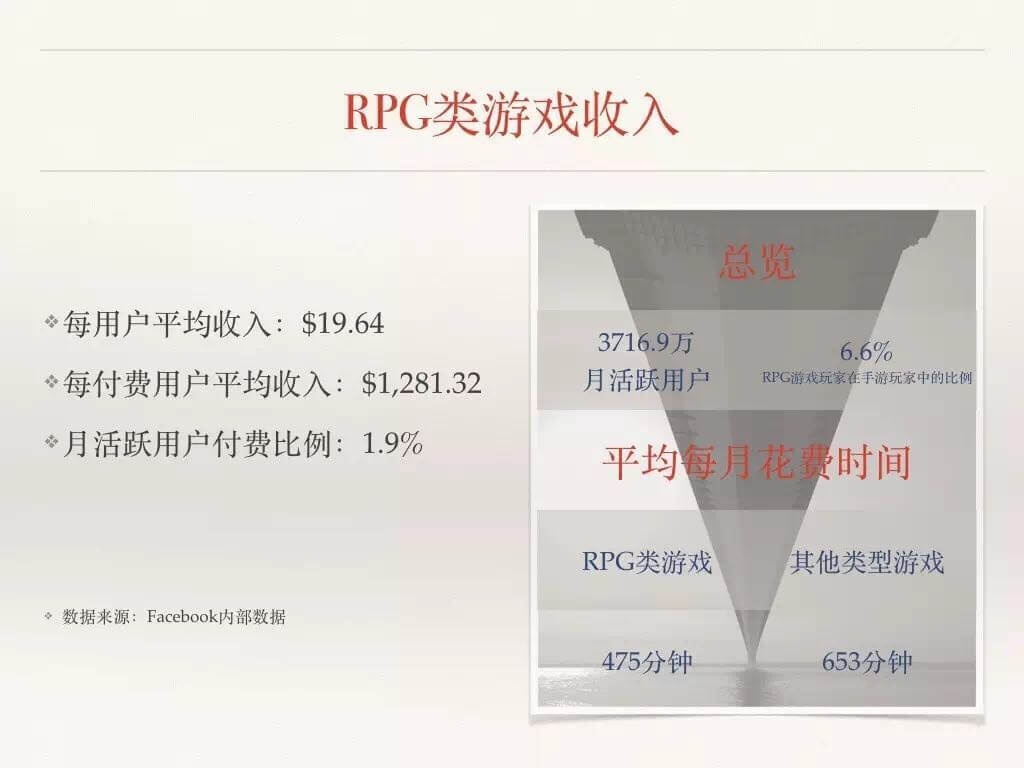 RPG类游戏收入
❖每用户平均收入：$19.64
❖每付费用户平均收入：$1,281.32
❖月活跃用户付费比例：1.9%
❖ 数据来源：Facebook内部数据
总览
3716.9万
月活跃用户
6.6%
RPG游戏玩家在手游玩家中的比例
平均每月花费时间
RPG类游戏
其他类型游戏
475分钟
653分钟